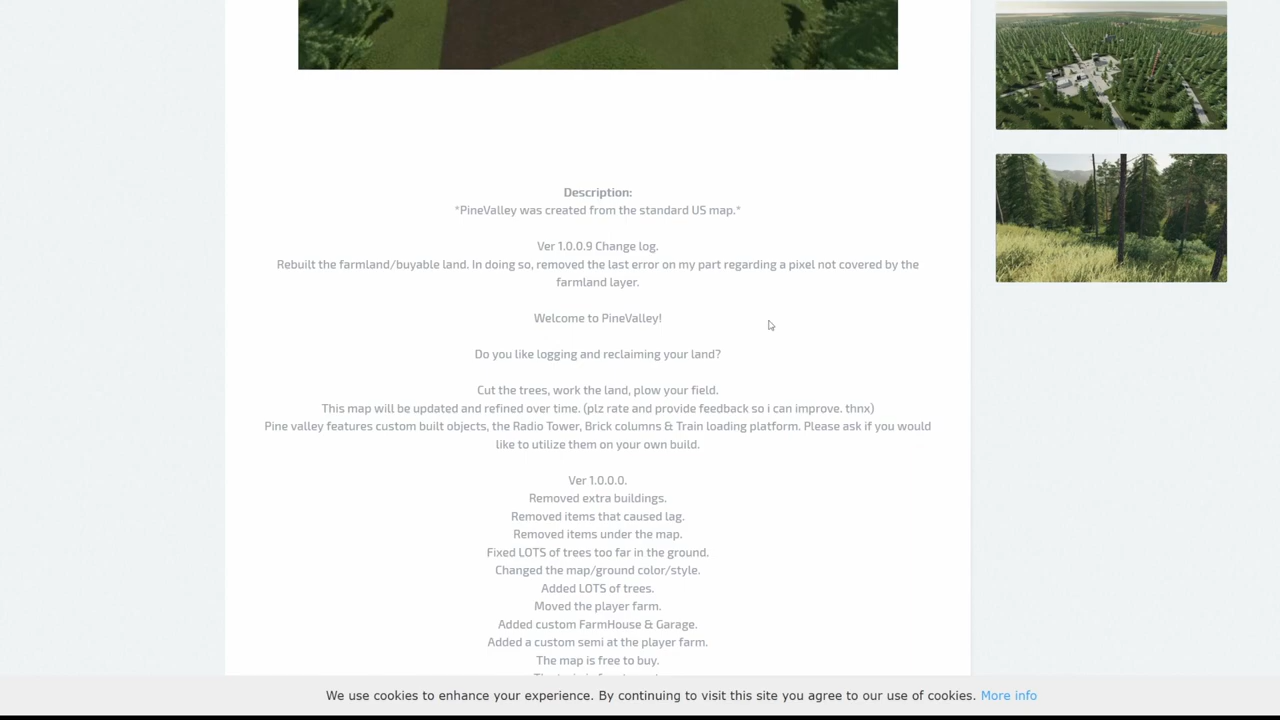 Description:
*PineValley was created from the standard US map.*
Ver 1.0.0.9 Change log.
Rebuilt the farmland/buyable land. In doing so, removed the last error on my part regarding a pixel not covered by the
farmland layer.
Welcome to PineValley!
Do you like logging and reclaiming your land?
Cut the trees, work the land, plow your field.
This map will be updated and refined over time. (plz rate and provide feedback so i can improve. thnx)
Pine valley features custom built objects, the Radio Tower, Brick columns & Train loading platform. Please ask if you would
like to utilize them on your own build.
Ver 1.0.0.0.
Removed extra buildings.
Removed items that caused lag.
Removed items under the map.
Fixed LOTS of trees too far in the ground.
Changed the map/ground color/style.
Added LOTS of trees.
Moved the player farm.
Added custom FarmHouse & Garage.
Added a custom semi at the player farm.
The map is free to buy.
We use cookies to enhance your experience. By continuing to visit this site you agree to our use of cookies. More info